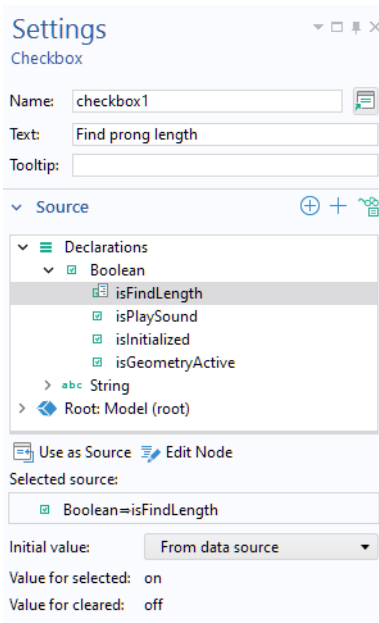 Settings
Checkbox
Name: checkbox1
Text: Find prong length
Tooltip:
Source
Declarations
Boolean
isFindLength
isPlaySound
isInitialized
isGeometryActive
abc String
Root: Model (root)
Use as Source Edit Node
Selected source:
Boolean=isFindLength
Initial value: From data source
Value for selected: on
Value for cleared: off